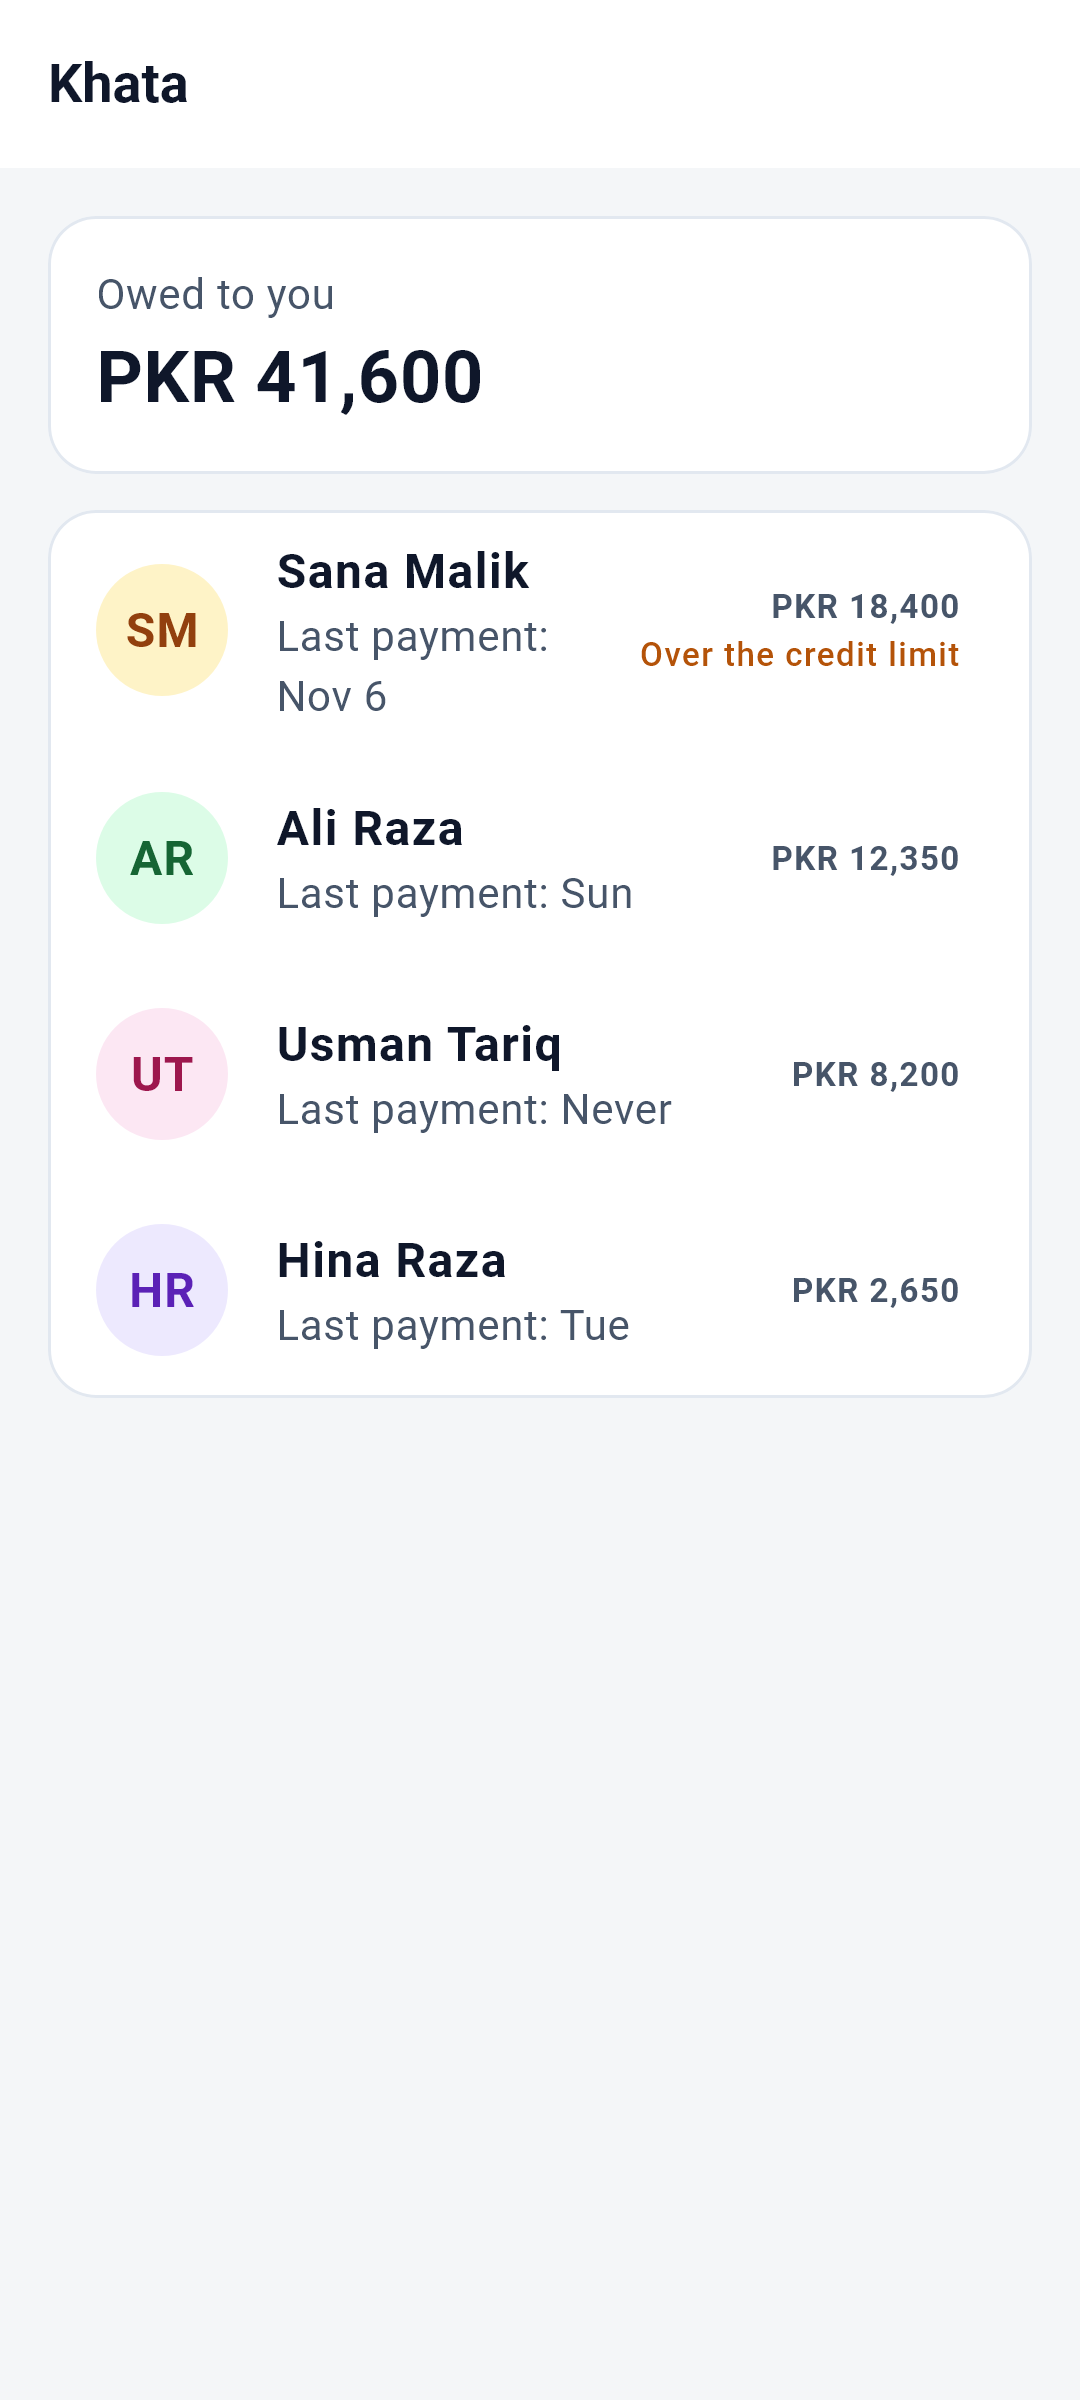 Khata
Owed to you
PKR 41,600
SM
Sana Malik
Last payment:
Nov 6
PKR 18,400
Over the credit limit
AR
Ali Raza
Last payment: Sun
PKR 12,350
UT
Usman Tariq
Last payment: Never
PKR 8,200
HR
Hina Raza
Last payment: Tue
PKR 2,650